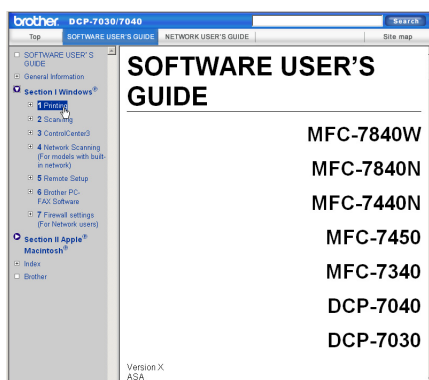 brother. DCP-7030/7040
Search
Top
SOFTWARE USER'S GUIDE
NETWORK USER'S GUIDE
Site map
SOFTWARE USER' S
GUIDE
General Information
Section I Windows®
1 Printing
2 Scanning
3 ControlCenter3
4 Network Scanning
(For models with built-
in network)
5 Remote Setup
6 Brother PC-
FAX Software
7 Firewall settings
(For Network users)
Section II Apple®
Macintosh®
Index
Brother
SOFTWARE USER'S
GUIDE
MFC-7840W
MFC-7840N
MFC-7440N
MFC-7450
MFC-7340
DCP-7040
DCP-7030
Version X
ASA